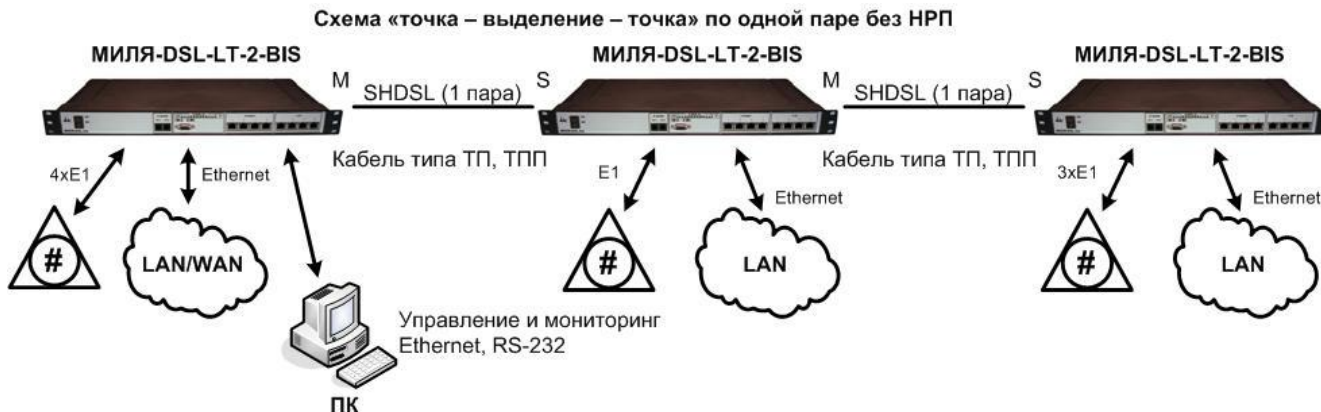 Схема «точка – выделение – точка» по одной паре без НРП
МИЛЯ-DSL-LT-2-BIS
МИЛЯ-DSL-LT-2-BIS
МИЛЯ-DSL-LT-2-BIS
M
SHDSL (1 пара)
S
M
SHDSL (1 пара)
S
Кабель типа ТП, ТПП
Кабель типа ТП, ТПП
4xE1
Ethernet
E1
Ethernet
3xE1
Ethernet
#
LAN/WAN
#
LAN
#
LAN
Управление и мониторинг
Ethernet, RS-232
ПК